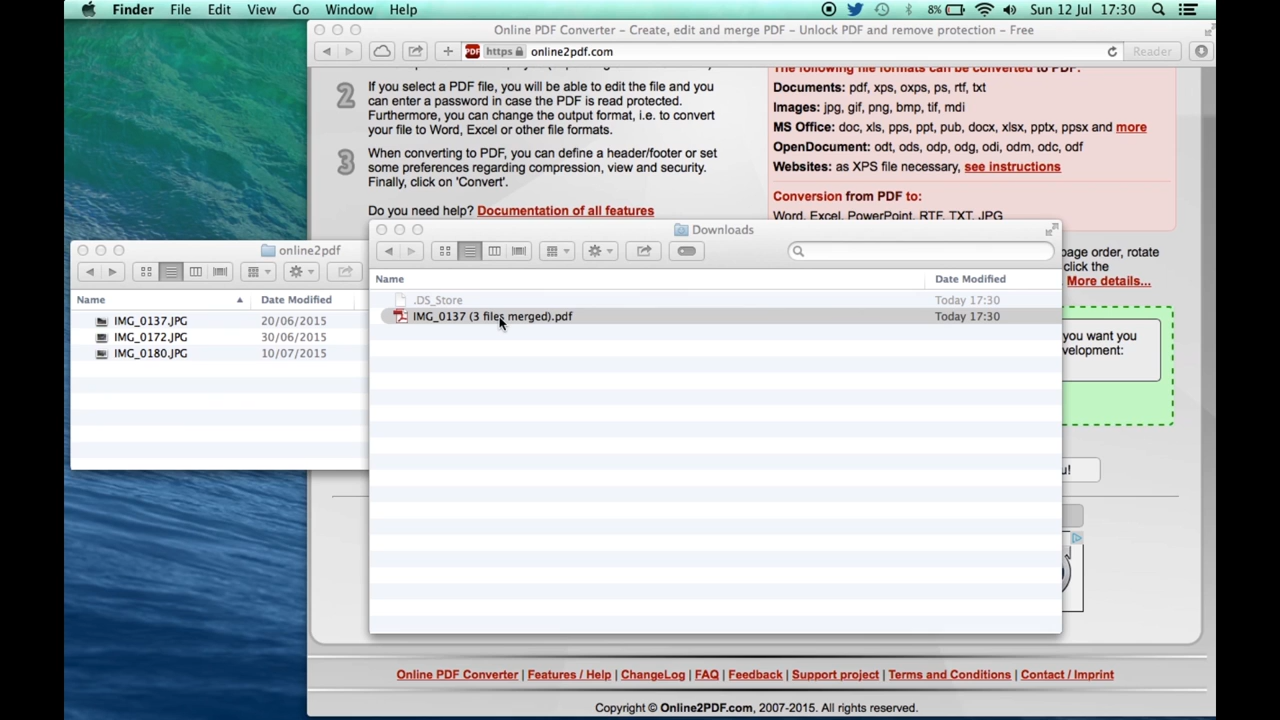 Finder File Edit View Go Window Help
8% Sun 12 Jul 17:30
Online PDF Converter – Create, edit and merge PDF – Unlock PDF and remove protection – Free
PDF https online2pdf.com Reader
2
If you select a PDF file, you will be able to edit the file and you
can enter a password in case the PDF is read protected.
Furthermore, you can change the output format, i.e. to convert
your file to Word, Excel or other file formats.
3
When converting to PDF, you can define a header/footer or set
some preferences regarding compression, view and security.
Finally, click on 'Convert'.
Do you need help? Documentation of all features
The following file formats can be converted to PDF:
Documents: pdf, xps, oxps, ps, rtf, txt
Images: jpg, gif, png, bmp, tif, mdi
MS Office: doc, xls, pps, ppt, pub, docx, xlsx, pptx, ppsx and more
OpenDocument: odt, ods, odp, odg, odi, odm, odc, odf
Websites: as XPS file necessary, see instructions
Conversion from PDF to:
Word, Excel, PowerPoint, RTF, TXT, JPG
page order, rotate
click the
More details...
you want you
velopment:
u!
online2pdf
Name Date Modified
IMG_0137.JPG 20/06/2015
IMG_0172.JPG 30/06/2015
IMG_0180.JPG 10/07/2015
Downloads
Name Date Modified
.DS_Store Today 17:30
IMG_0137 (3 files merged).pdf Today 17:30
Online PDF Converter | Features / Help | ChangeLog | FAQ | Feedback | Support project | Terms and Conditions | Contact / Imprint
Copyright © Online2PDF.com, 2007-2015. All rights reserved.